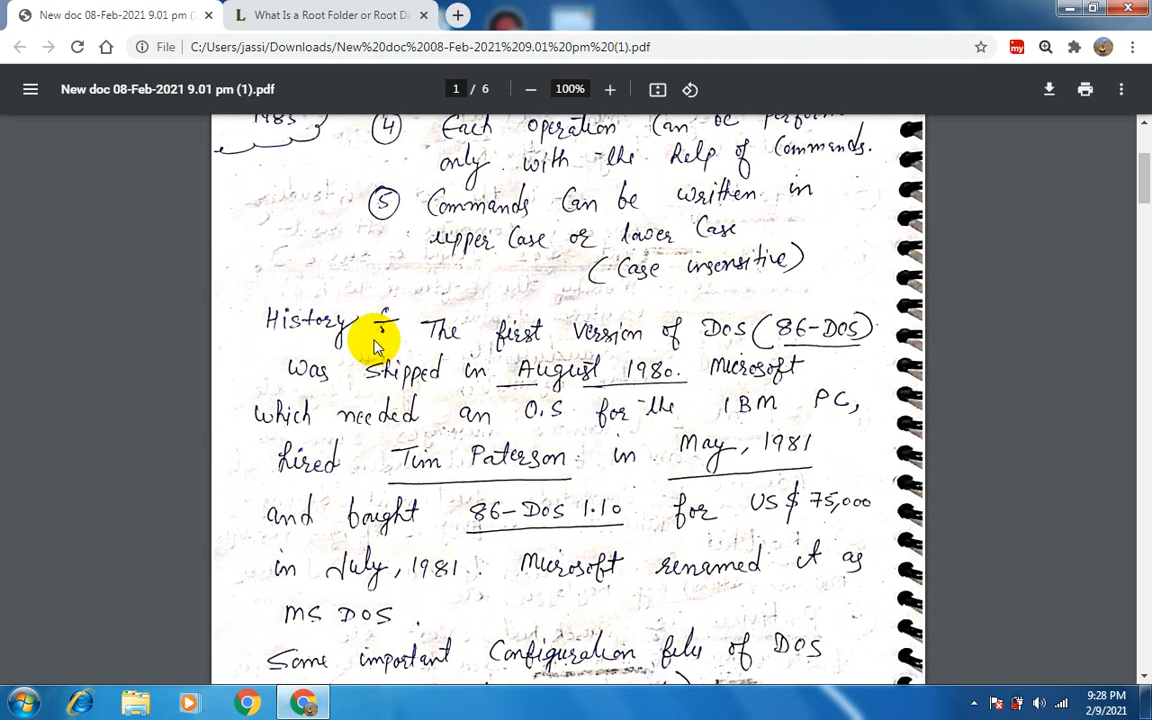 New doc 08-Feb-2021 9.01 pm (
What Is a Root Folder or Root Di
File
C:/Users/jassi/Downloads/New%20doc%2008-Feb-2021%209.01%20pm%20(1).pdf
my
New doc 08-Feb-2021 9.01 pm (1).pdf
1 / 6
100%
1985
(4) Each operation can be perform
only with the help of Commands.
(5) Commands can be written in
upper case or lower case
(case insensitive)
History :- The first version of DOS (86-DOS)
was shipped in August 1980. Microsoft
which needed an O.S for the IBM PC,
hired Tim Paterson in May, 1981
and bought 86-DOS 1.10 for US $ 75,000
in July, 1981. Microsoft renamed it as
MS DOS.
Some important Configuration files of DOS
9:28 PM
2/9/2021